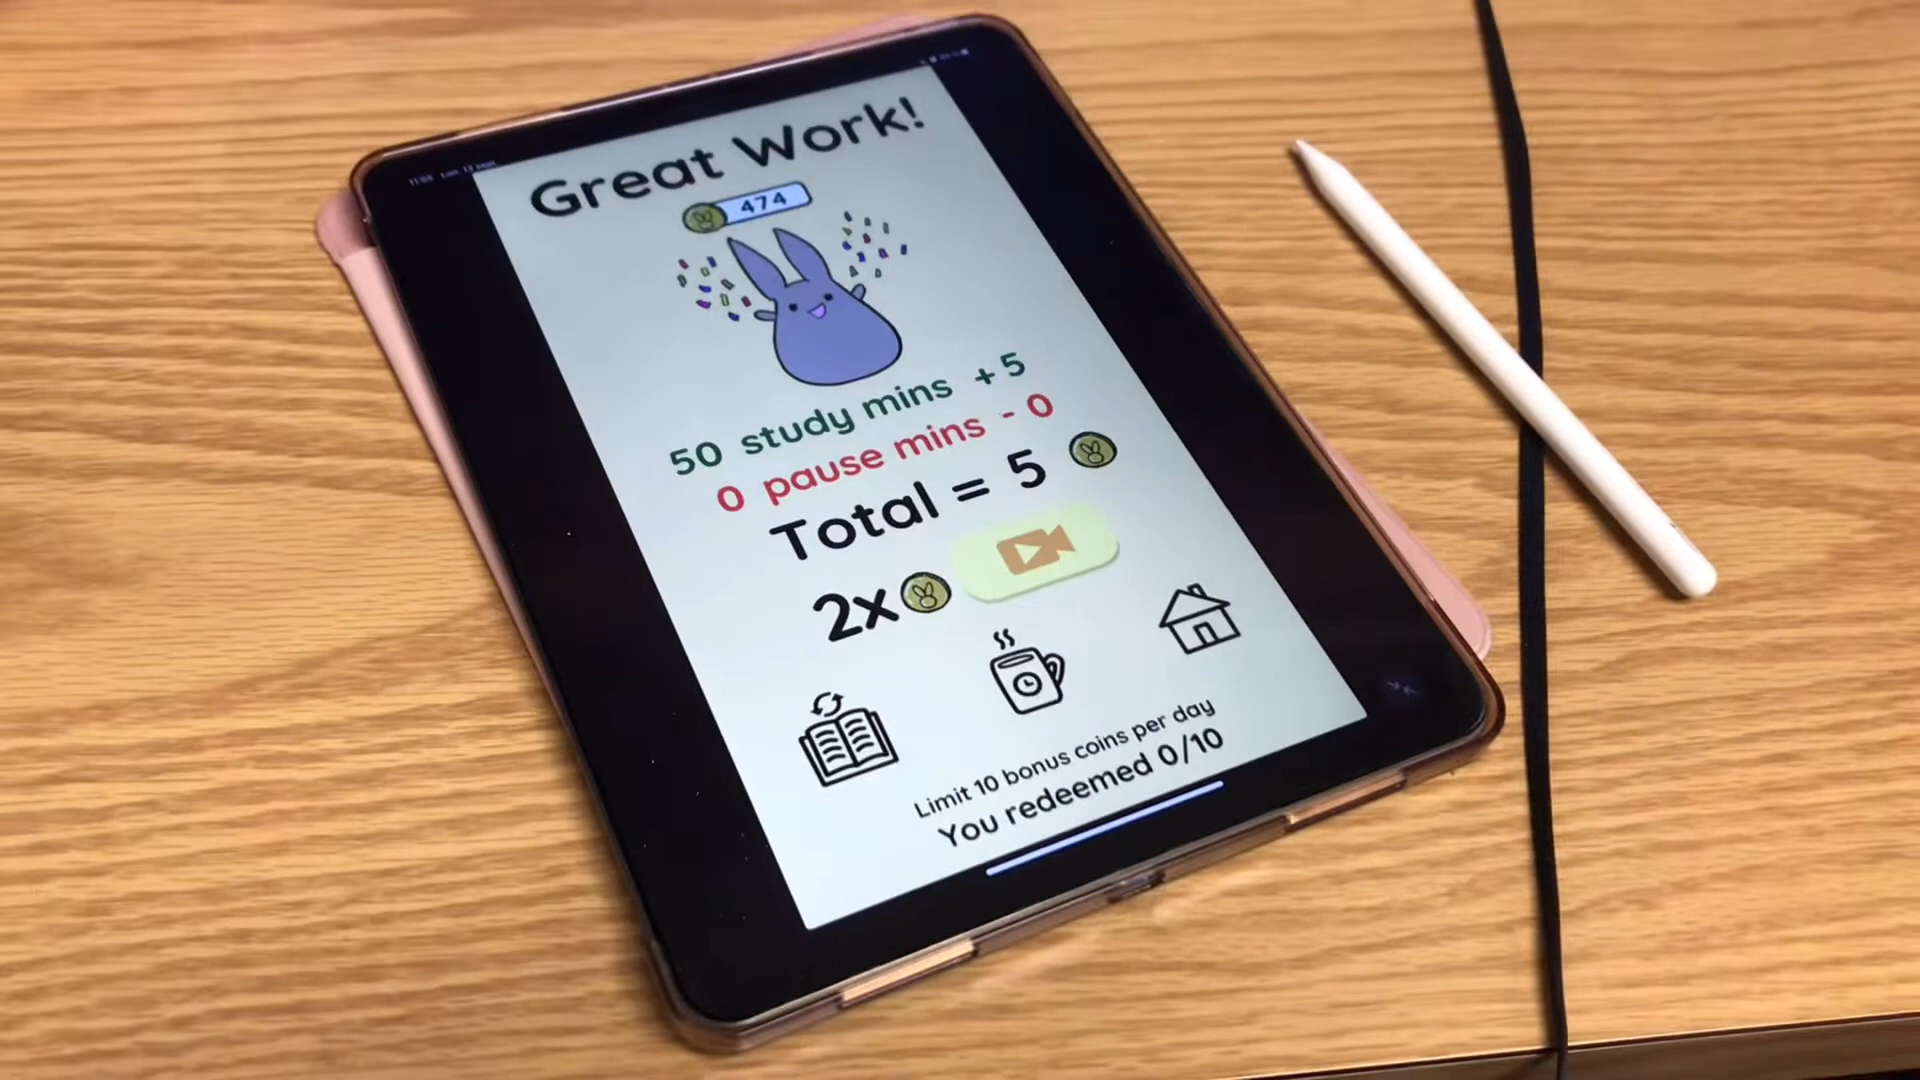 Great Work!
474
50 study mins +5
0 pause mins - 0
Total = 5
2x
Limit 10 bonus coins per day
You redeemed 0/10